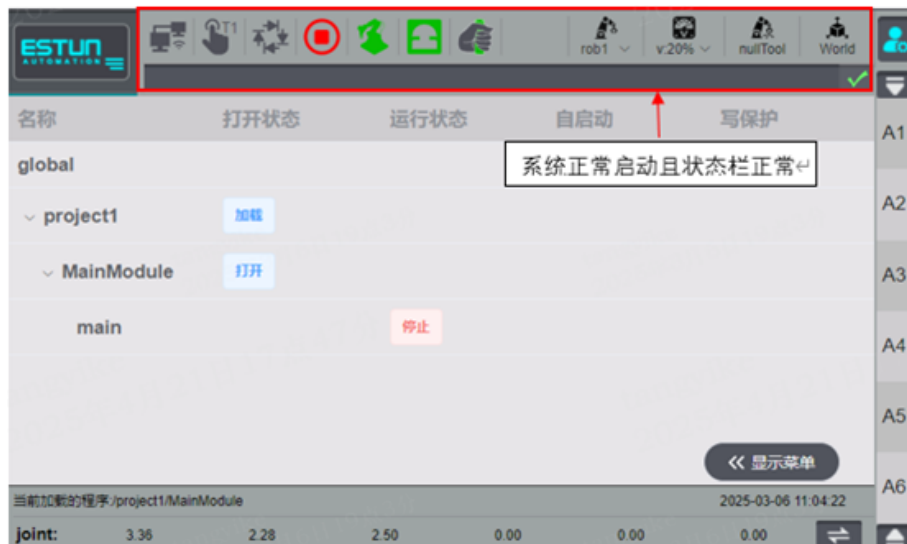 ESTUN
AUTOMATION
T1
rob1
v:20%
nullTool
World
名称 打开状态 运行状态 自启动 写保护
A1
系统正常启动且状态栏正常↵
global
A2
project1 加载
MainModule 打开
A3
main 停止
A4
A5
显示菜单
A6
当前加载的程序:/project1/MainModule 2025-03-06 11:04:22
joint: 3.36 2.28 2.50 0.00 0.00 0.00